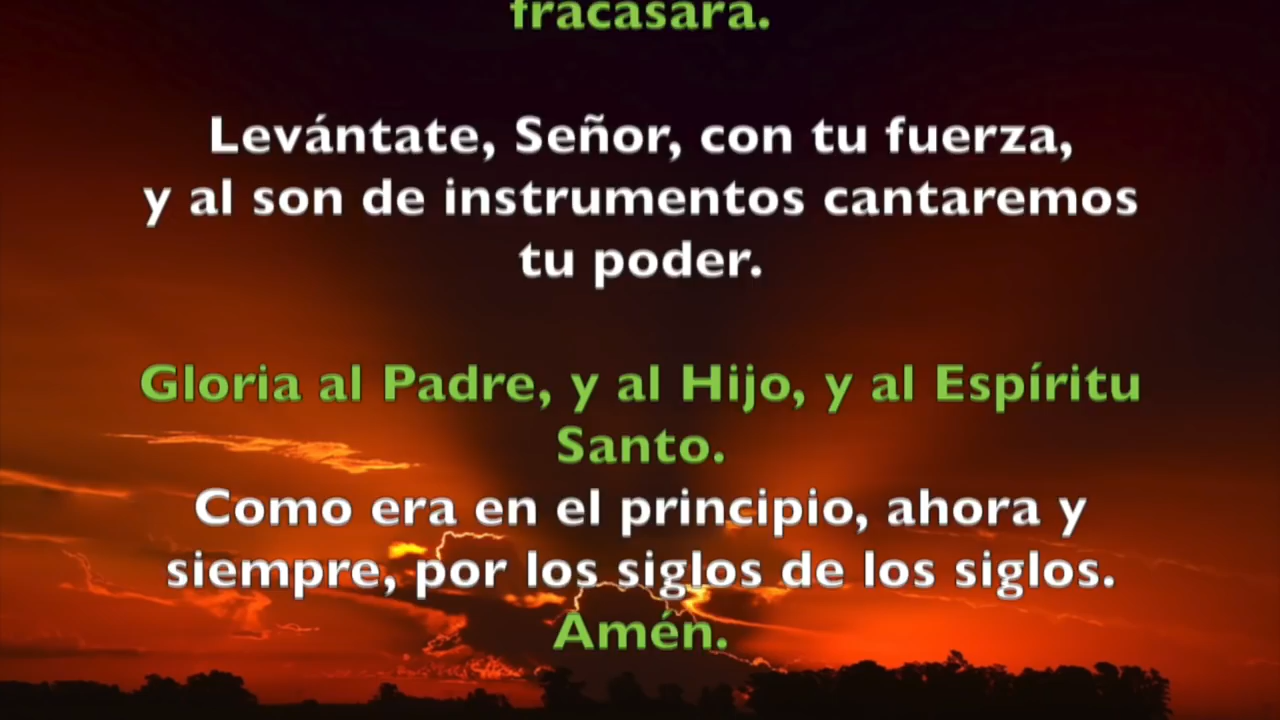 fracasará.
Levántate, Señor, con tu fuerza,
y al son de instrumentos cantaremos
tu poder.
Gloria al Padre, y al Hijo, y al Espíritu
Santo.
Como era en el principio, ahora y
siempre, por los siglos de los siglos.
Amén.